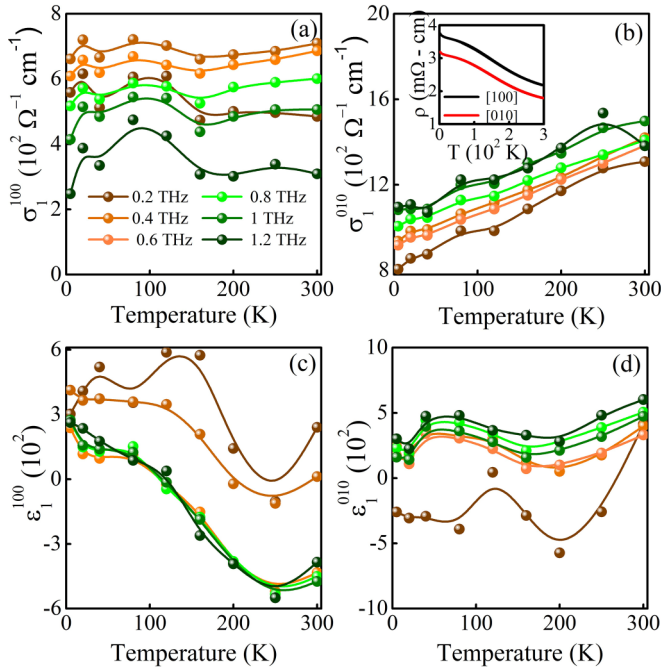 (a)
σ₁¹⁰⁰ (10² Ω⁻¹ cm⁻¹)
8
6
4
2
0
0.2 THz
0.4 THz
0.6 THz
0.8 THz
1 THz
1.2 THz
0 100 200 300
Temperature (K)
(b)
σ₁⁰¹⁰ (10² Ω⁻¹ cm⁻¹)
20
16
12
8
ρ (mΩ - cm)
4
3
2
1
[100]
[010]
0 1 2 3
T (10² K)
0 100 200 300
Temperature (K)
(c)
ε₁¹⁰⁰ (10²)
6
3
0
-3
-6
0 100 200 300
Temperature (K)
(d)
ε₁⁰¹⁰ (10²)
10
5
0
-5
-10
0 100 200 300
Temperature (K)